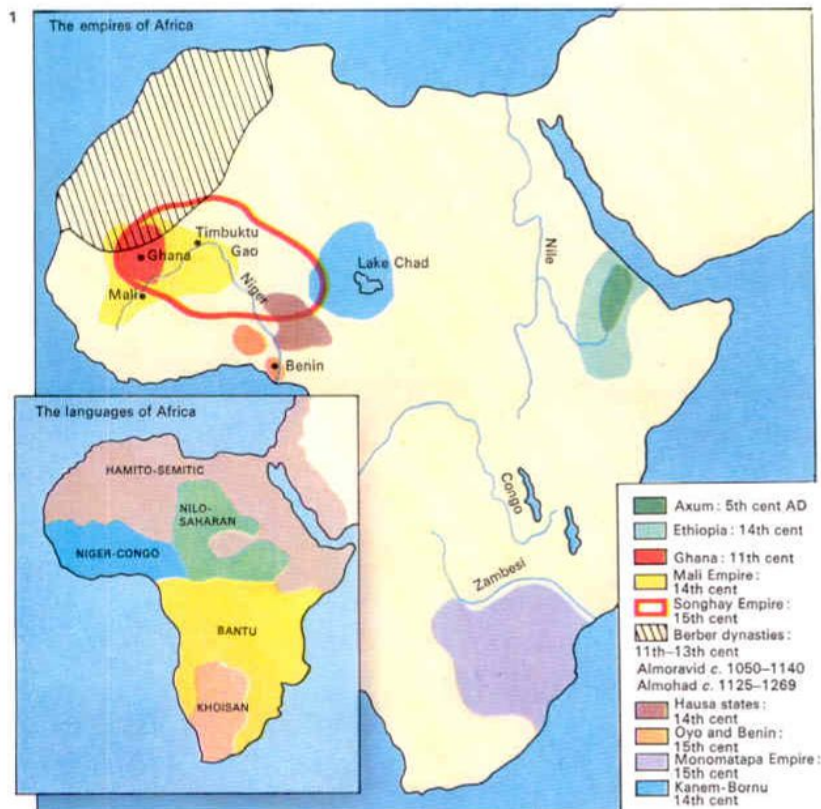 1
The empires of Africa
Timbuktu
Gao
Ghana
Mali
Niger
Lake Chad
Nile
Benin
Congo
Zambesi
The languages of Africa
HAMITO-SEMITIC
NILO-
SAHARAN
NIGER-CONGO
BANTU
KHOISAN
Axum: 5th cent AD
Ethiopia: 14th cent
Ghana: 11th cent
Mali Empire:
14th cent
Songhay Empire:
15th cent
Berber dynasties:
11th–13th cent
Almoravid c. 1050–1140
Almohad c. 1125–1269
Hausa states:
14th cent
Oyo and Benin:
15th cent
Monomatapa Empire:
15th cent
Kanem-Bornu
14th cent